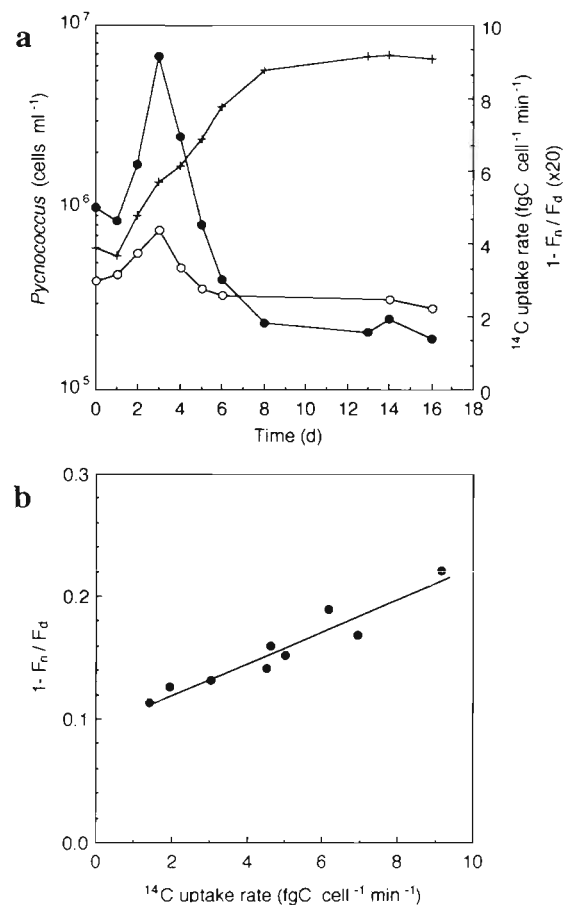 a
Pycnococcus (cells ml⁻¹)
10⁷
10⁶
10⁵
10
8
6
4
2
0
¹⁴C uptake rate (fgC cell⁻¹ min⁻¹)
1- Fₙ / F_d (x20)
0 2 4 6 8 10 12 14 16 18
Time (d)
b
1- Fₙ / F_d
0.3
0.2
0.1
0.0
0 2 4 6 8 10
¹⁴C uptake rate (fgC cell⁻¹ min⁻¹)